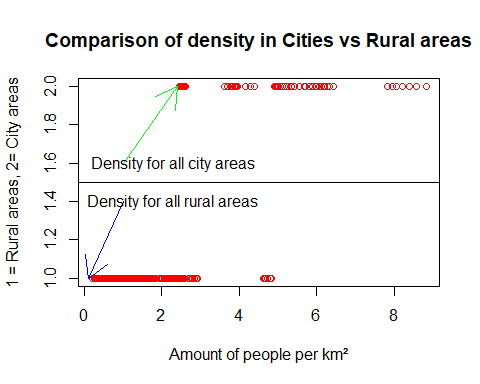 Comparison of density in Cities vs Rural areas
1 = Rural areas, 2= City areas
2.0
1.8
1.6
1.4
1.2
1.0
Density for all city areas
Density for all rural areas
0 2 4 6 8
Amount of people per km²